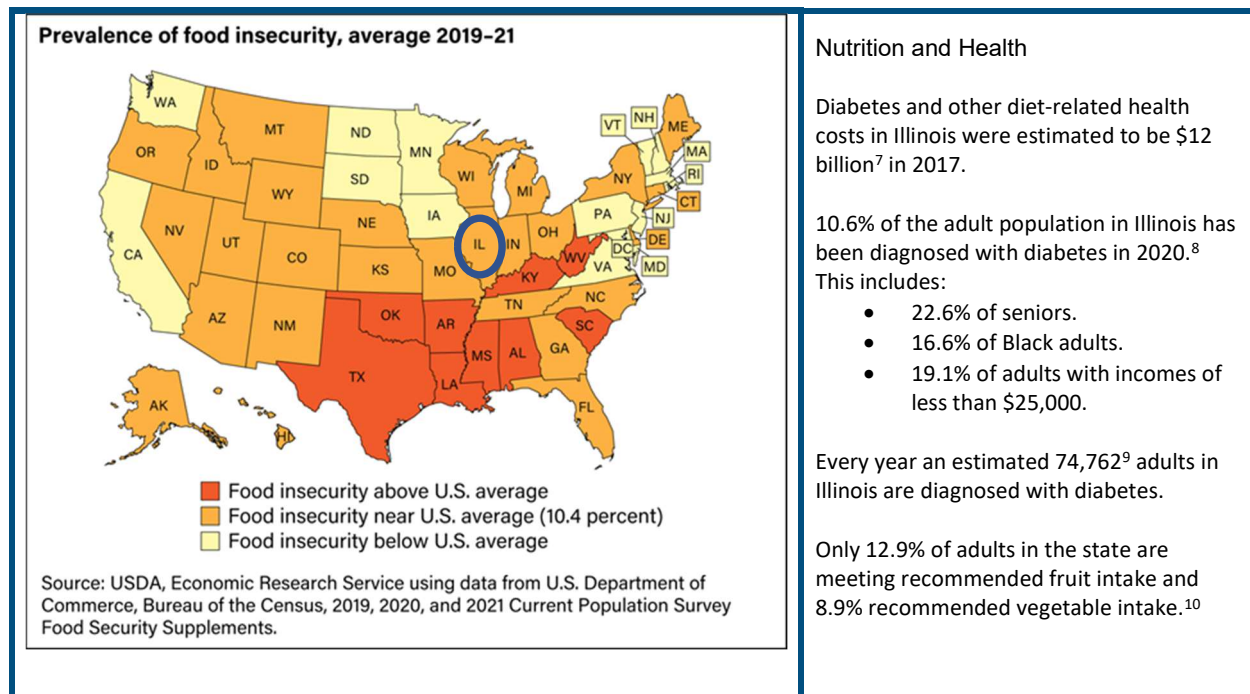 Prevalence of food insecurity, average 2019–21
WA
MT
ND
MN
VT
NH
ME
OR
ID
SD
WI
MA
WY
MI
NY
RI
CT
IA
NE
PA
NJ
NV
UT
IL
IN
OH
DE
CA
CO
DC
WV
MD
VA
KS
MO
KY
NC
TN
AZ
NM
OK
AR
SC
MS
AL
GA
TX
LA
AK
HI
FL
Food insecurity above U.S. average
Food insecurity near U.S. average (10.4 percent)
Food insecurity below U.S. average
Source: USDA, Economic Research Service using data from U.S. Department of
Commerce, Bureau of the Census, 2019, 2020, and 2021 Current Population Survey
Food Security Supplements.
Nutrition and Health
Diabetes and other diet-related health
costs in Illinois were estimated to be $12
billion⁷ in 2017.
10.6% of the adult population in Illinois has
been diagnosed with diabetes in 2020.⁸
This includes:
• 22.6% of seniors.
• 16.6% of Black adults.
• 19.1% of adults with incomes of
less than $25,000.
Every year an estimated 74,762⁹ adults in
Illinois are diagnosed with diabetes.
Only 12.9% of adults in the state are
meeting recommended fruit intake and
8.9% recommended vegetable intake.¹⁰